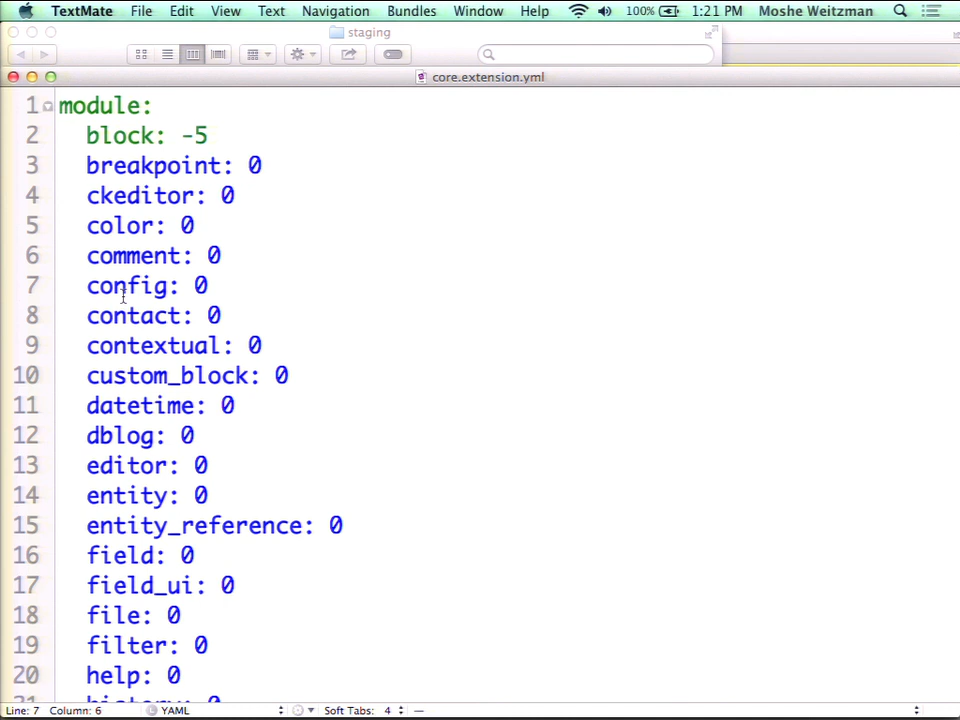 TextMate File Edit View Text Navigation Bundles Window Help 100% 1:21 PM Moshe Weitzman
staging
core.extension.yml
1 module:
2 block: -5
3 breakpoint: 0
4 ckeditor: 0
5 color: 0
6 comment: 0
7 config: 0
8 contact: 0
9 contextual: 0
10 custom_block: 0
11 datetime: 0
12 dblog: 0
13 editor: 0
14 entity: 0
15 entity_reference: 0
16 field: 0
17 field_ui: 0
18 file: 0
19 filter: 0
20 help: 0
21 history: 0
Line: 7 Column: 6 YAML Soft Tabs: 4 —